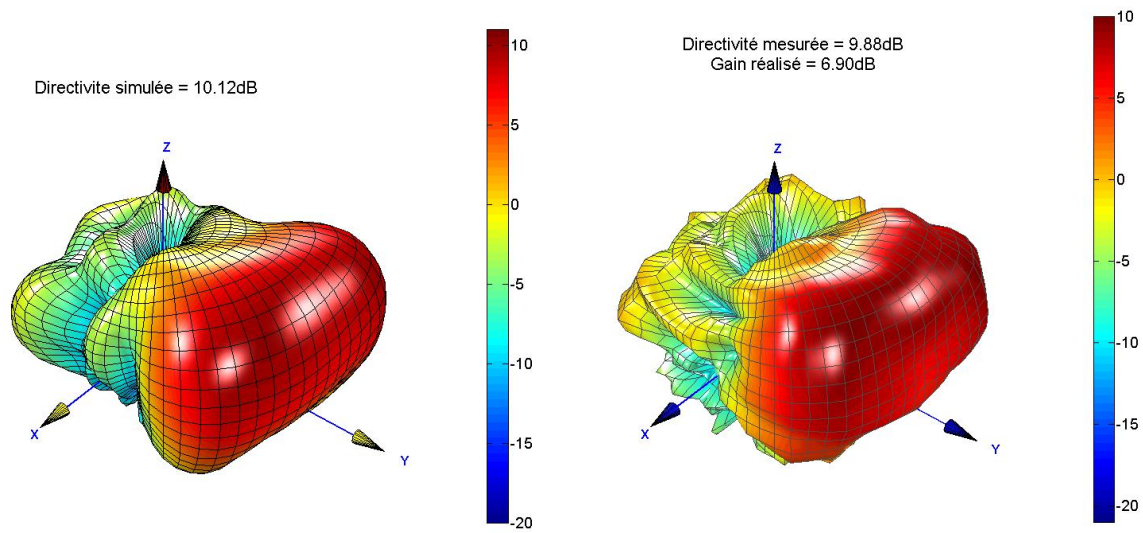 Directivite simulée = 10.12dB
10
5
0
-5
-10
-15
-20
Z
X
Y
Directivité mesurée = 9.88dB
Gain réalisé = 6.90dB
10
5
0
-5
-10
-15
-20
Z
X
Y